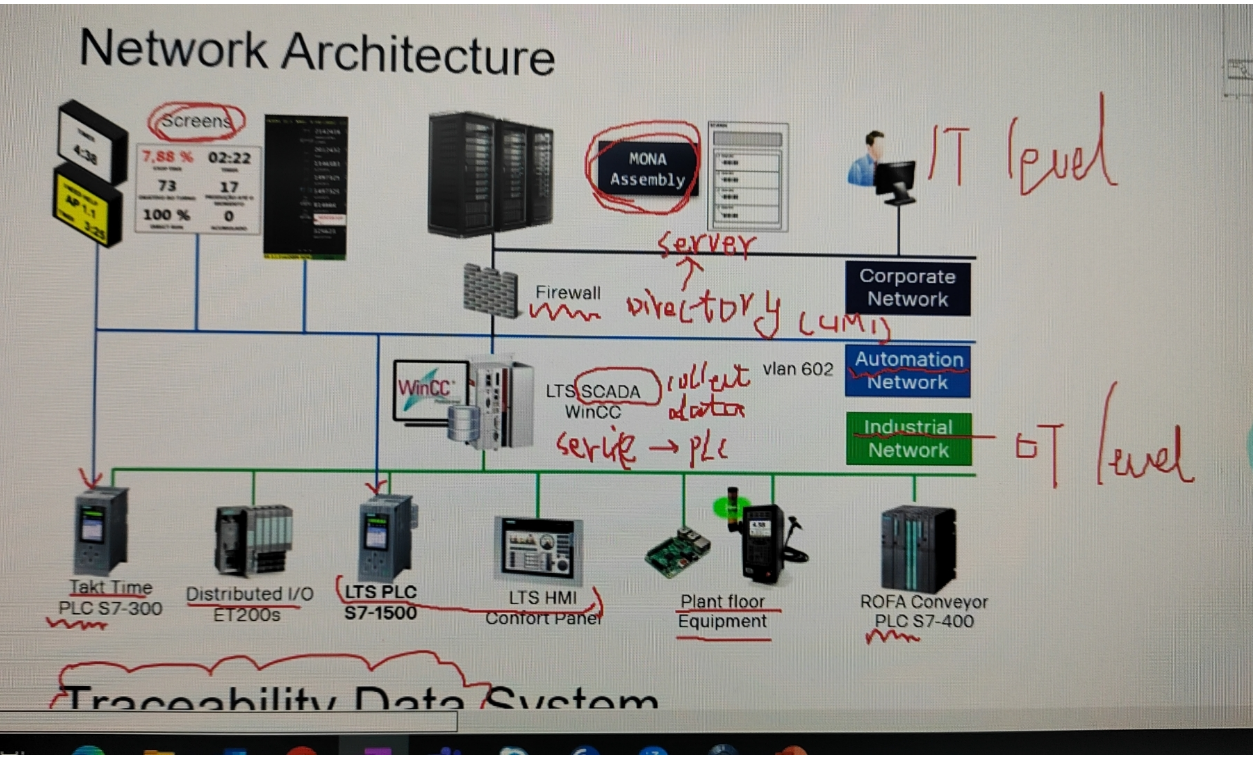 Network Architecture
Screens
4:38
AP 1.1
3:25
7,88 %
02:22
73
17
100 %
0
MONA
Assembly
IT level
server
Corporate
Network
Firewall
Directory
WinCC
LTS SCADA
WinCC
collect
data
vlan 602
Automation
Network
Industrial
Network
OT level
→ PLC
Takt Time
PLC S7-300
Distributed I/O
ET200s
LTS PLC
S7-1500
LTS HMI
Confort Panel
Plant floor
Equipment
ROFA Conveyor
PLC S7-400
Traceability Data System